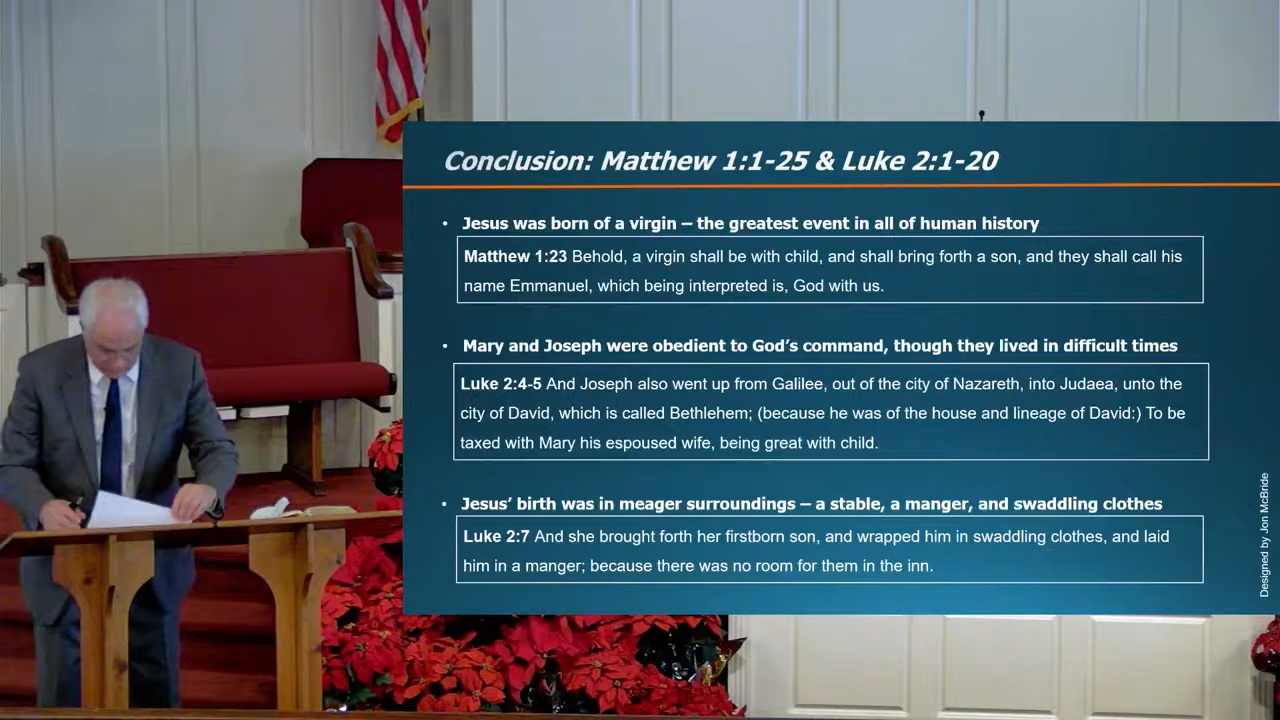 Conclusion: Matthew 1:1-25 & Luke 2:1-20
• Jesus was born of a virgin – the greatest event in all of human history
Matthew 1:23 Behold, a virgin shall be with child, and shall bring forth a son, and they shall call his
name Emmanuel, which being interpreted is, God with us.
• Mary and Joseph were obedient to God’s command, though they lived in difficult times
Luke 2:4-5 And Joseph also went up from Galilee, out of the city of Nazareth, into Judaea, unto the
city of David, which is called Bethlehem; (because he was of the house and lineage of David:) To be
taxed with Mary his espoused wife, being great with child.
• Jesus’ birth was in meager surroundings – a stable, a manger, and swaddling clothes
Luke 2:7 And she brought forth her firstborn son, and wrapped him in swaddling clothes, and laid
him in a manger; because there was no room for them in the inn.
Designed by Jon McBride